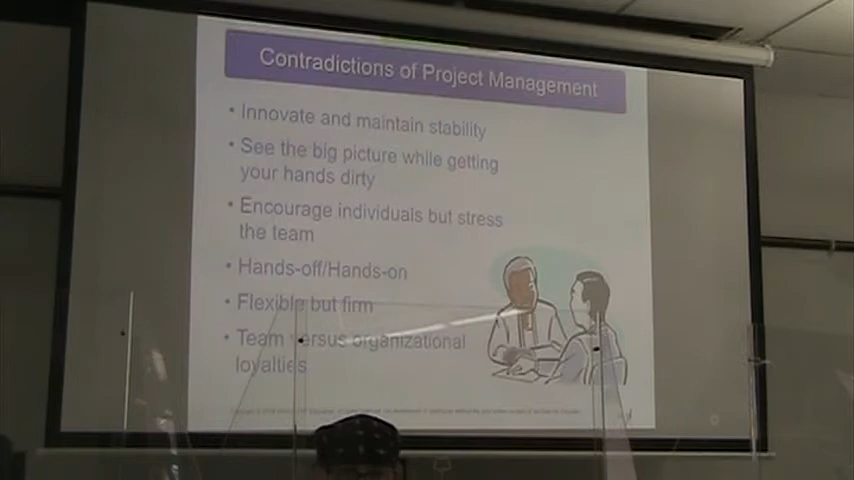 Contradictions of Project Management
• Innovate and maintain stability
• See the big picture while getting
your hands dirty
• Encourage individuals but stress
the team
• Hands-off/Hands-on
• Flexible but firm
• Team versus organizational
loyalties